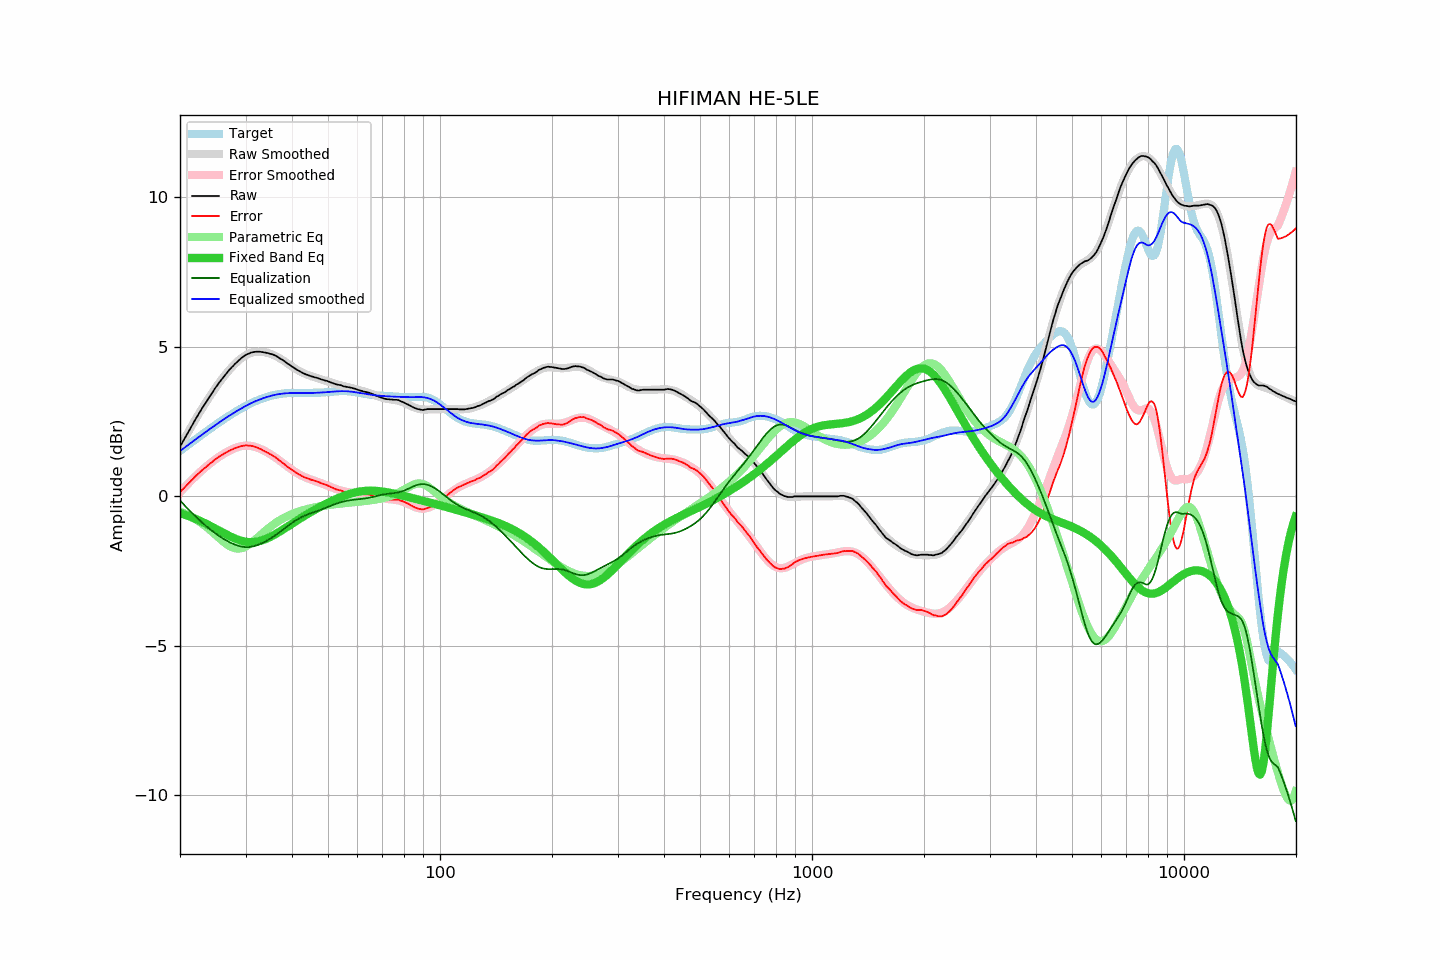 HIFIMAN HE-5LE
Target
Raw Smoothed
Error Smoothed
Raw
Error
Parametric Eq
Fixed Band Eq
Equalization
Equalized smoothed
10
5
0
−5
−10
Amplitude (dBr)
100
1000
10000
Frequency (Hz)